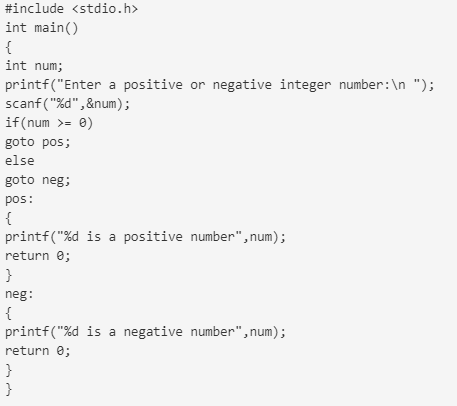 #include <stdio.h>
int main()
{
int num;
printf("Enter a positive or negative integer number:\n ");
scanf("%d",&num);
if(num >= 0)
goto pos;
else
goto neg;
pos:
{
printf("%d is a positive number",num);
return 0;
}
neg:
{
printf("%d is a negative number",num);
return 0;
}
}